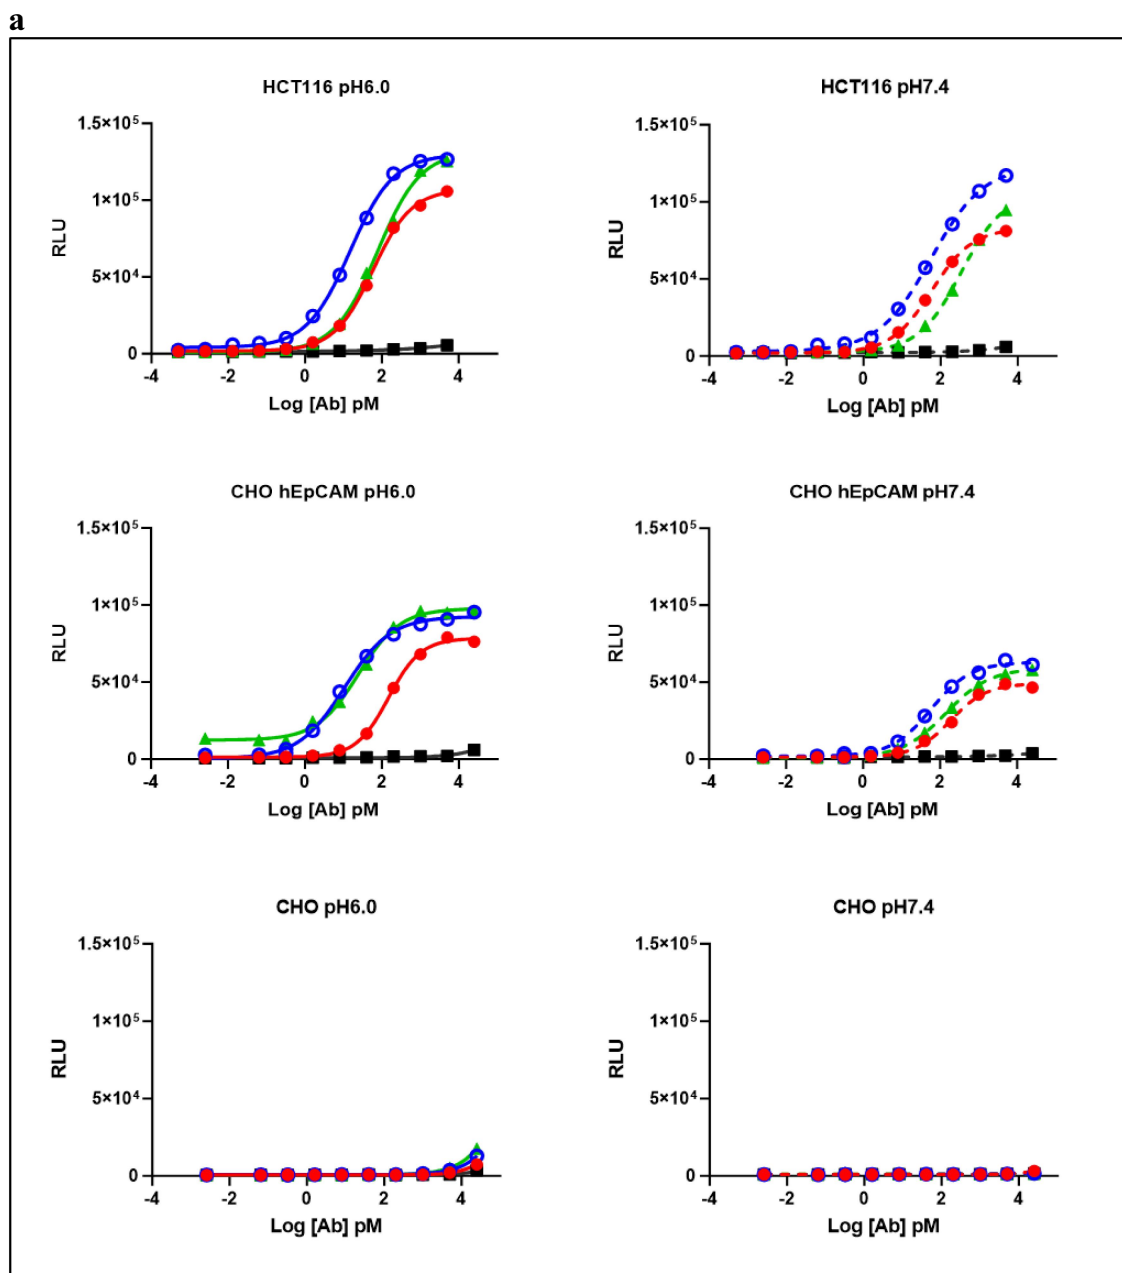 a
HCT116 pH6.0
1.5×10⁵
1×10⁵
5×10⁴
0
RLU
-4 -2 0 2 4
Log [Ab] pM
HCT116 pH7.4
1.5×10⁵
1×10⁵
5×10⁴
0
RLU
-4 -2 0 2 4
Log [Ab] pM
CHO hEpCAM pH6.0
1.5×10⁵
1×10⁵
5×10⁴
0
RLU
-4 -2 0 2 4
Log [Ab] pM
CHO hEpCAM pH7.4
1.5×10⁵
1×10⁵
5×10⁴
0
RLU
-4 -2 0 2 4
Log [Ab] pM
CHO pH6.0
1.5×10⁵
1×10⁵
5×10⁴
0
RLU
-4 -2 0 2 4
Log [Ab] pM
CHO pH7.4
1.5×10⁵
1×10⁵
5×10⁴
0
RLU
-4 -2 0 2 4
Log [Ab] pM